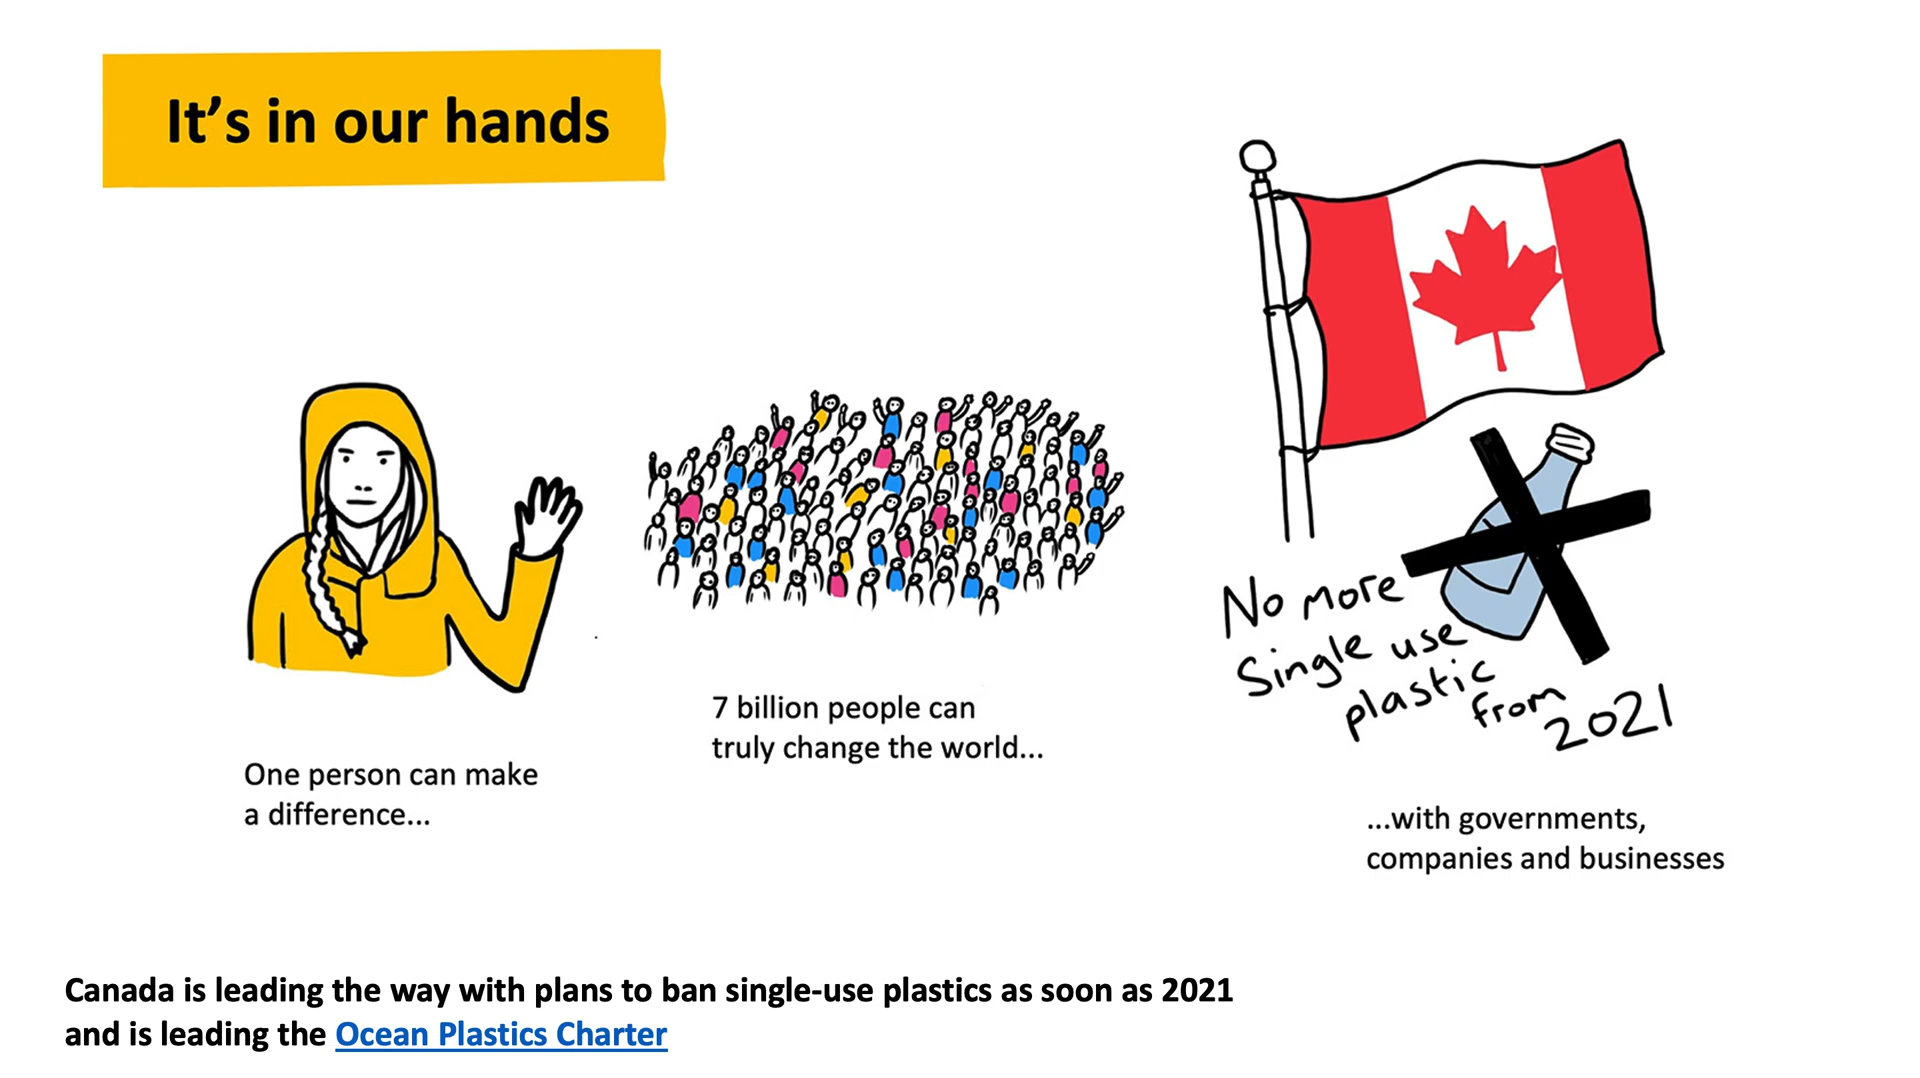 It’s in our hands
One person can make
a difference...
7 billion people can
truly change the world...
No more
Single use
plastic
from
2021
...with governments,
companies and businesses
Canada is leading the way with plans to ban single-use plastics as soon as 2021
and is leading the Ocean Plastics Charter